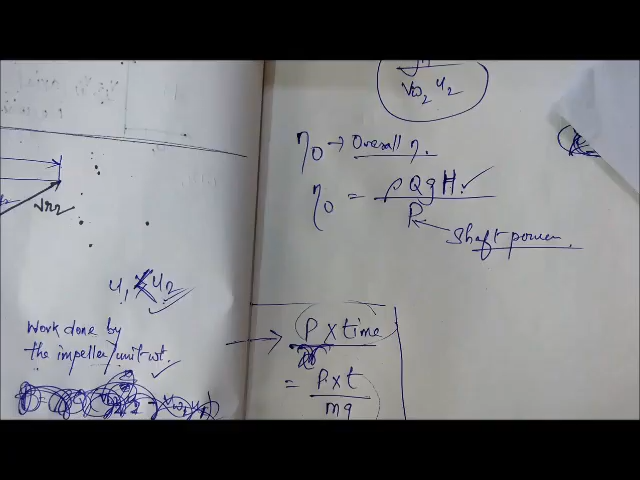 Vr2
u1 < u2
Work done by
the impeller/unit wt.
Vw2 u2
η0 → Overall η.
η0 = ρQgH
P ← Shaft power
P × time
= P × t
mg